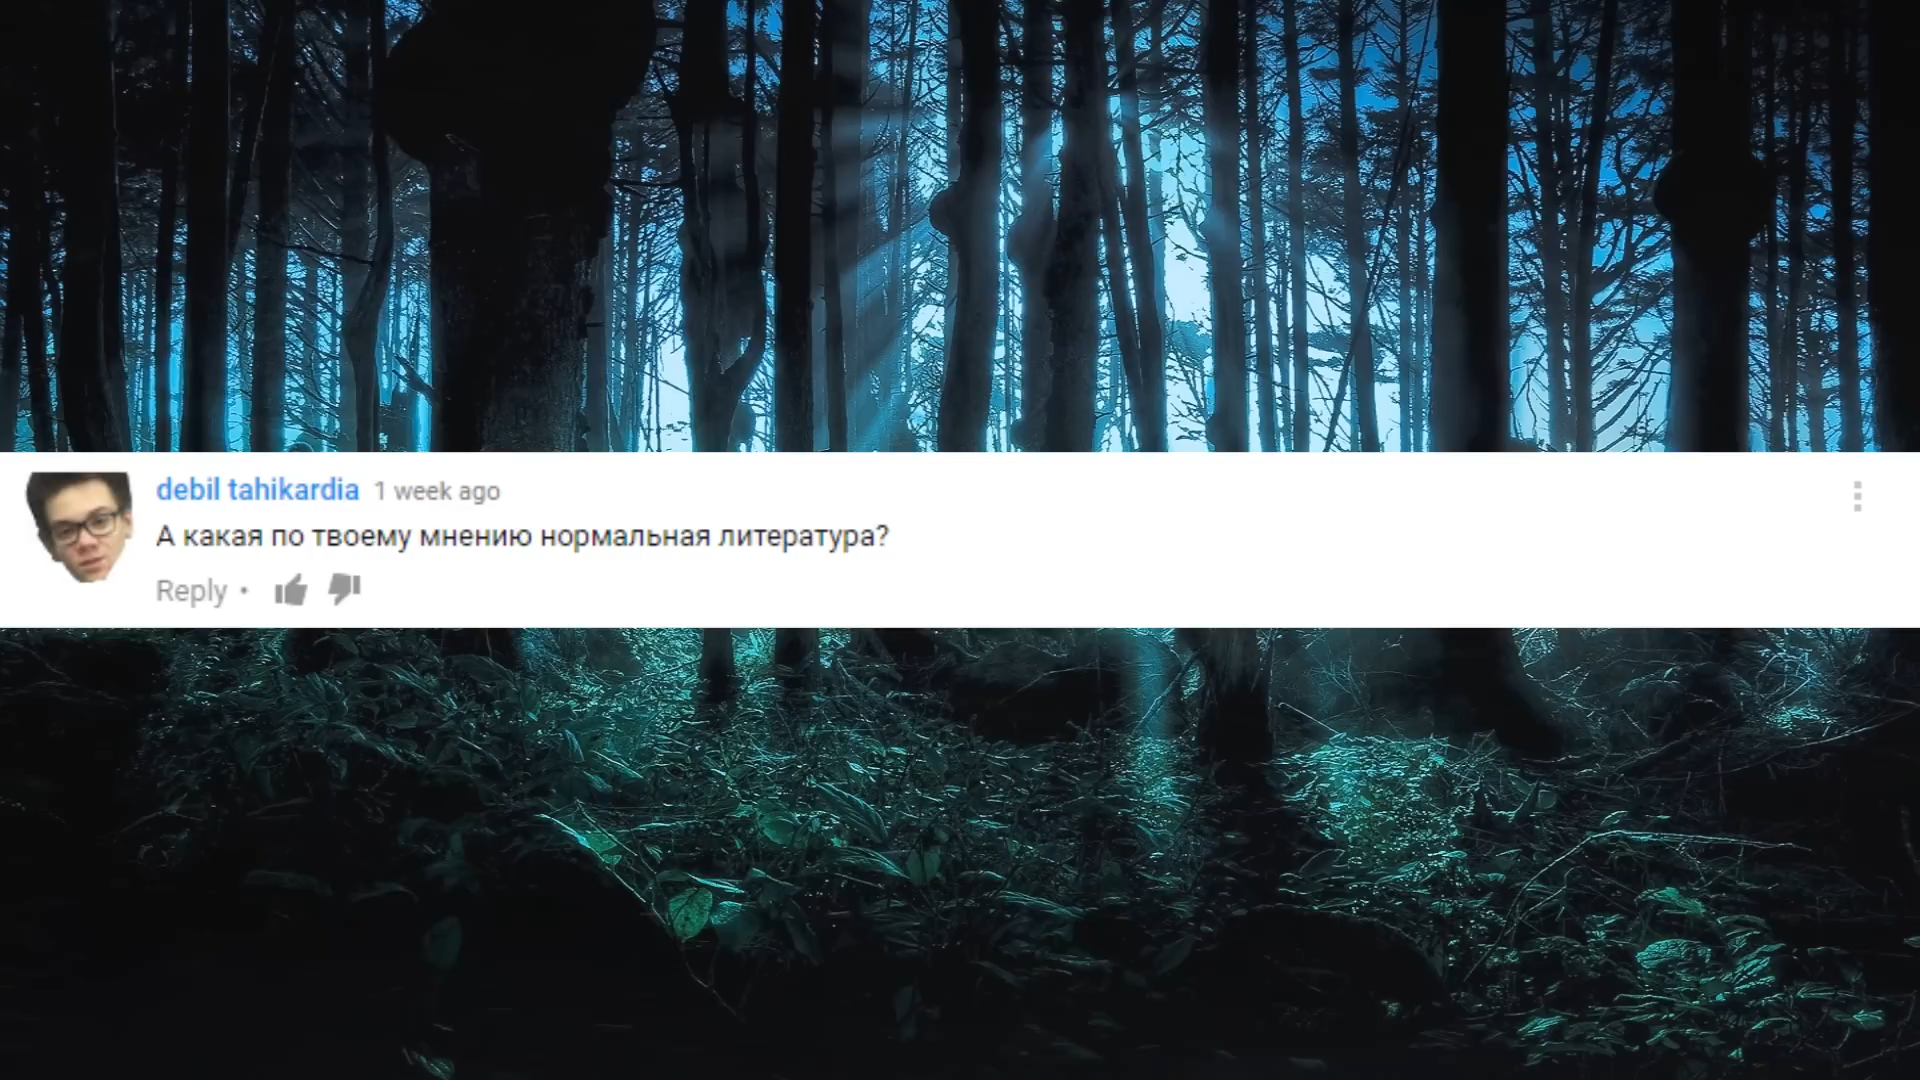 debil tahikardia 1 week ago
А какая по твоему мнению нормальная литература?
Reply •